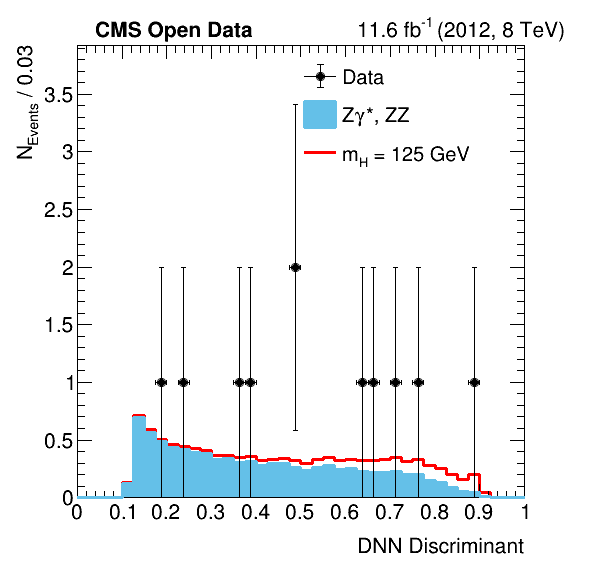 CMS Open Data
11.6 fb⁻¹ (2012, 8 TeV)
N_Events / 0.03
Data
Zγ*, ZZ
m_H = 125 GeV
3.5
3
2.5
2
1.5
1
0.5
0
0 0.1 0.2 0.3 0.4 0.5 0.6 0.7 0.8 0.9 1
DNN Discriminant